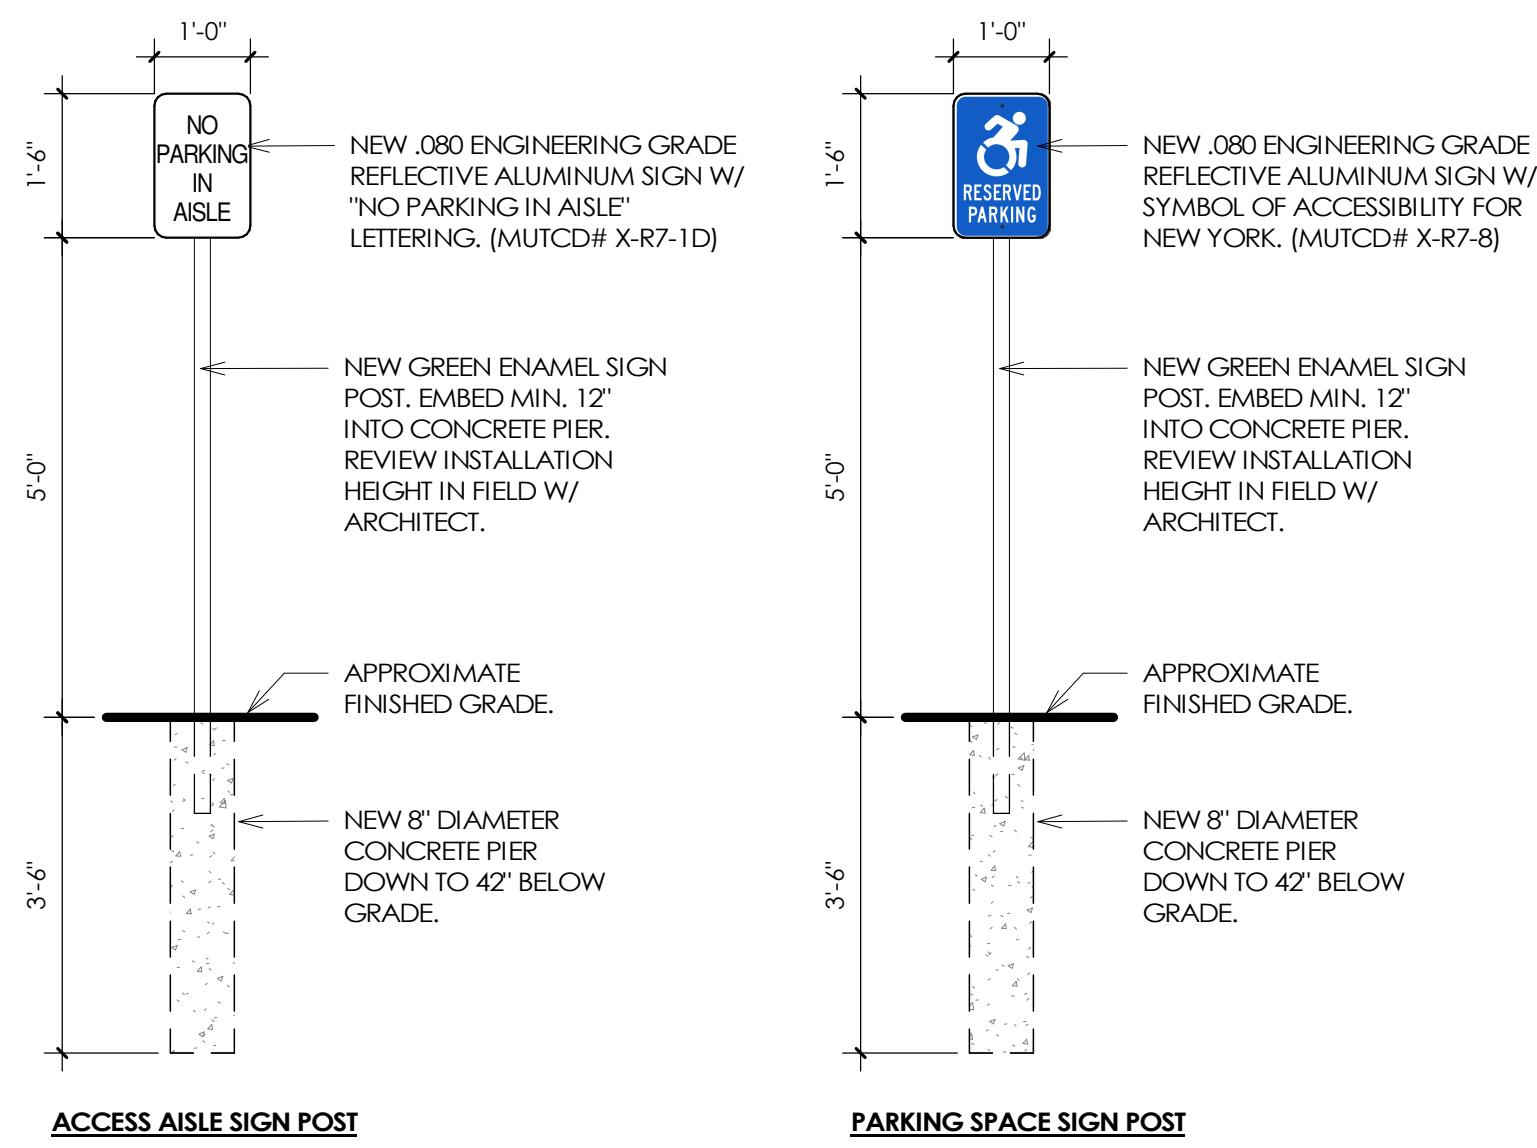 1'-0"
1'-6"
NO
PARKING
IN
AISLE
NEW .080 ENGINEERING GRADE
REFLECTIVE ALUMINUM SIGN W/
"NO PARKING IN AISLE"
LETTERING. (MUTCD# X-R7-1D)
5'-0"
NEW GREEN ENAMEL SIGN
POST. EMBED MIN. 12"
INTO CONCRETE PIER.
REVIEW INSTALLATION
HEIGHT IN FIELD W/
ARCHITECT.
APPROXIMATE
FINISHED GRADE.
3'-6"
NEW 8" DIAMETER
CONCRETE PIER
DOWN TO 42" BELOW
GRADE.
ACCESS AISLE SIGN POST
1'-0"
1'-6"
RESERVED
PARKING
NEW .080 ENGINEERING GRADE
REFLECTIVE ALUMINUM SIGN W/
SYMBOL OF ACCESSIBILITY FOR
NEW YORK. (MUTCD# X-R7-8)
5'-0"
NEW GREEN ENAMEL SIGN
POST. EMBED MIN. 12"
INTO CONCRETE PIER.
REVIEW INSTALLATION
HEIGHT IN FIELD W/
ARCHITECT.
APPROXIMATE
FINISHED GRADE.
3'-6"
NEW 8" DIAMETER
CONCRETE PIER
DOWN TO 42" BELOW
GRADE.
PARKING SPACE SIGN POST